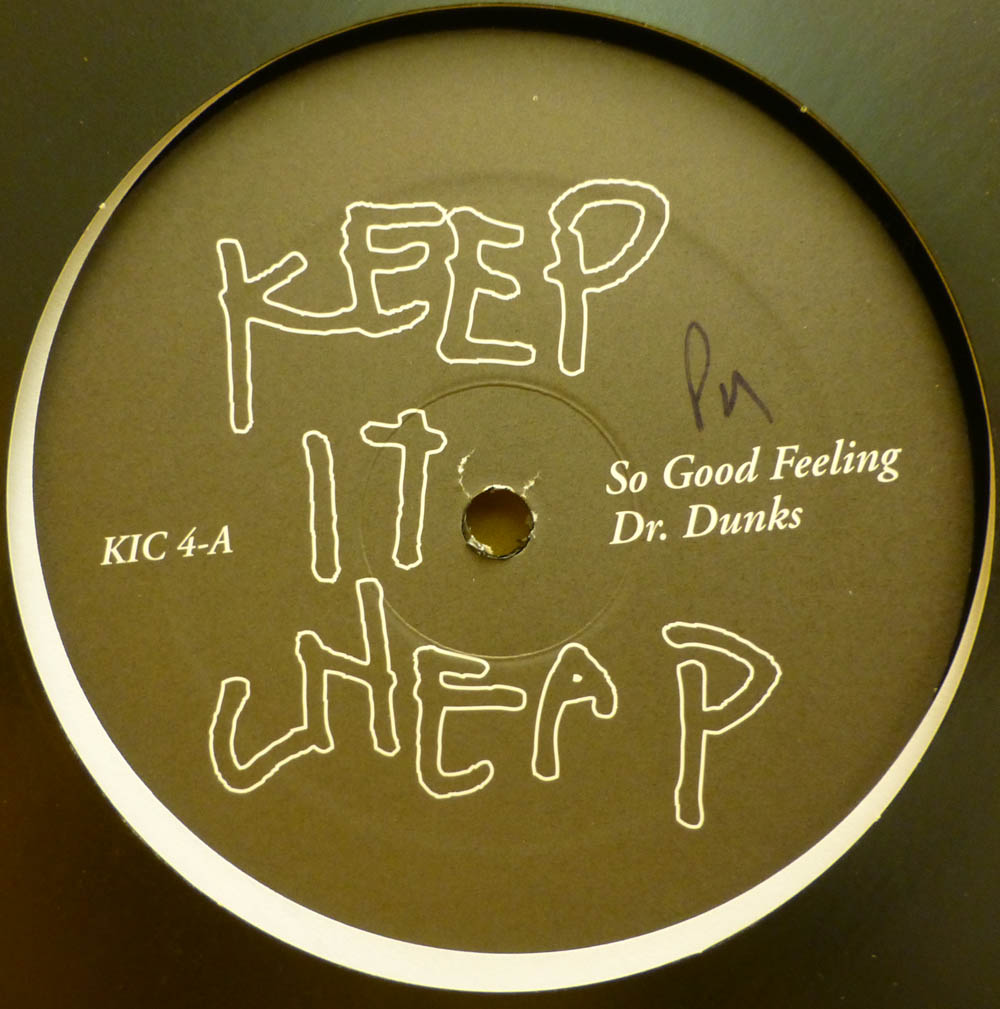 KEEP
IT
CHEAP
KIC 4-A
So Good Feeling
Dr. Dunks